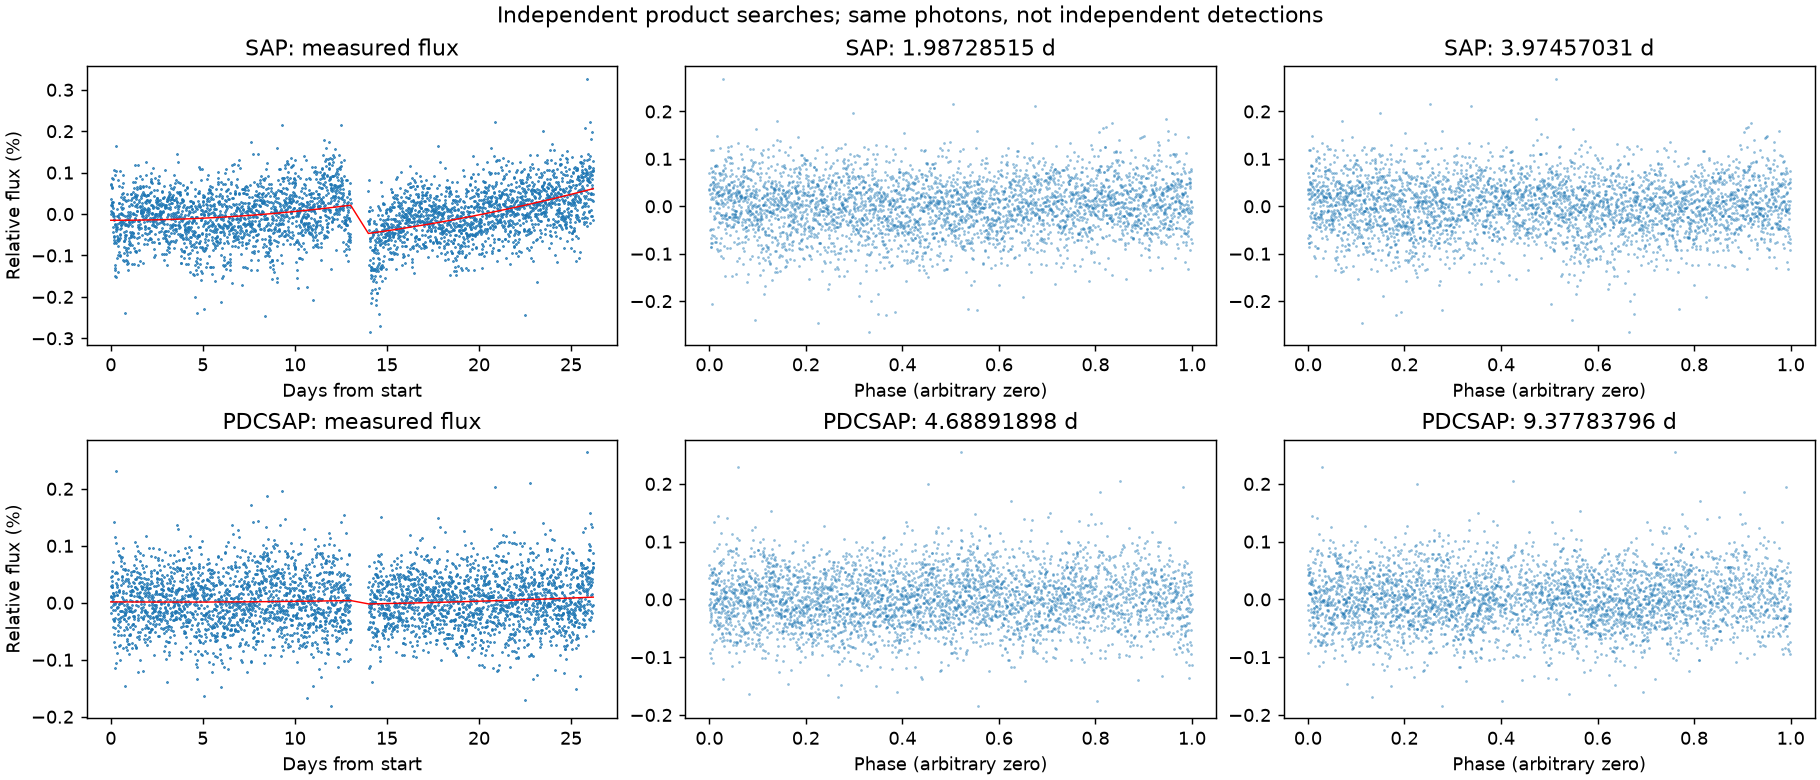 Independent product searches; same photons, not independent detections
SAP: measured flux
SAP: 1.98728515 d
SAP: 3.97457031 d
Relative flux (%)
0.3
0.2
0.1
0.0
−0.1
−0.2
−0.3
0 5 10 15 20 25
Days from start
0.2
0.1
0.0
−0.1
−0.2
0.0 0.2 0.4 0.6 0.8 1.0
Phase (arbitrary zero)
0.2
0.1
0.0
−0.1
−0.2
0.0 0.2 0.4 0.6 0.8 1.0
Phase (arbitrary zero)
PDCSAP: measured flux
PDCSAP: 4.68891898 d
PDCSAP: 9.37783796 d
Relative flux (%)
0.2
0.1
0.0
−0.1
−0.2
0 5 10 15 20 25
Days from start
0.2
0.1
0.0
−0.1
−0.2
0.0 0.2 0.4 0.6 0.8 1.0
Phase (arbitrary zero)
0.2
0.1
0.0
−0.1
−0.2
0.0 0.2 0.4 0.6 0.8 1.0
Phase (arbitrary zero)